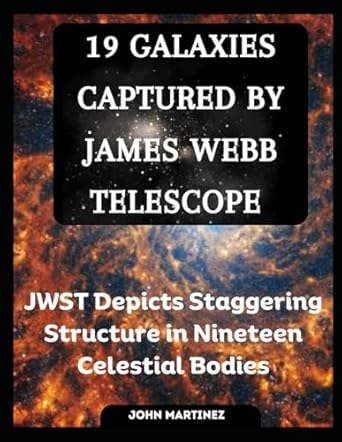 19 GALAXIES
CAPTURED BY
JAMES WEBB
TELESCOPE
JWST Depicts Staggering
Structure in Nineteen
Celestial Bodies
JOHN MARTINEZ